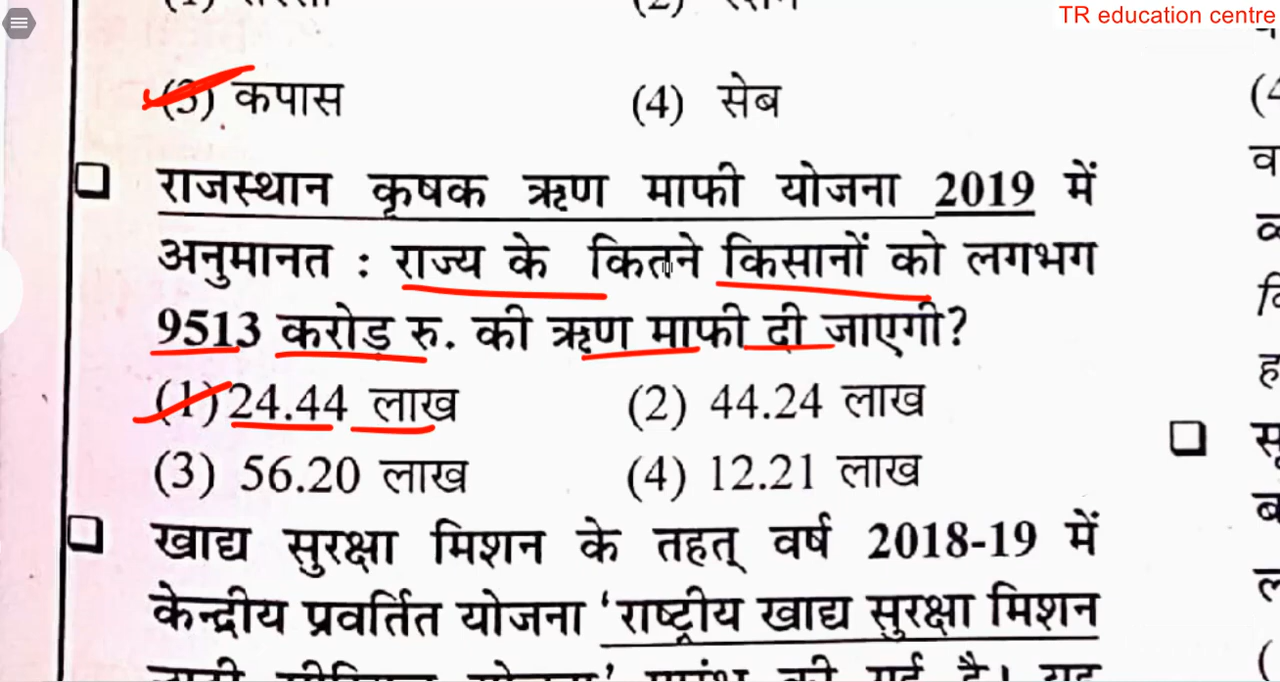 TR education centre
(3) कपास (4) सेब
राजस्थान कृषक ऋण माफी योजना 2019 में
अनुमानत : राज्य के कितने किसानों को लगभग
9513 करोड़ रु. की ऋण माफी दी जाएगी?
(1) 24.44 लाख (2) 44.24 लाख
(3) 56.20 लाख (4) 12.21 लाख
खाद्य सुरक्षा मिशन के तहत् वर्ष 2018-19 में
केन्द्रीय प्रवर्तित योजना ‘राष्ट्रीय खाद्य सुरक्षा मिशन